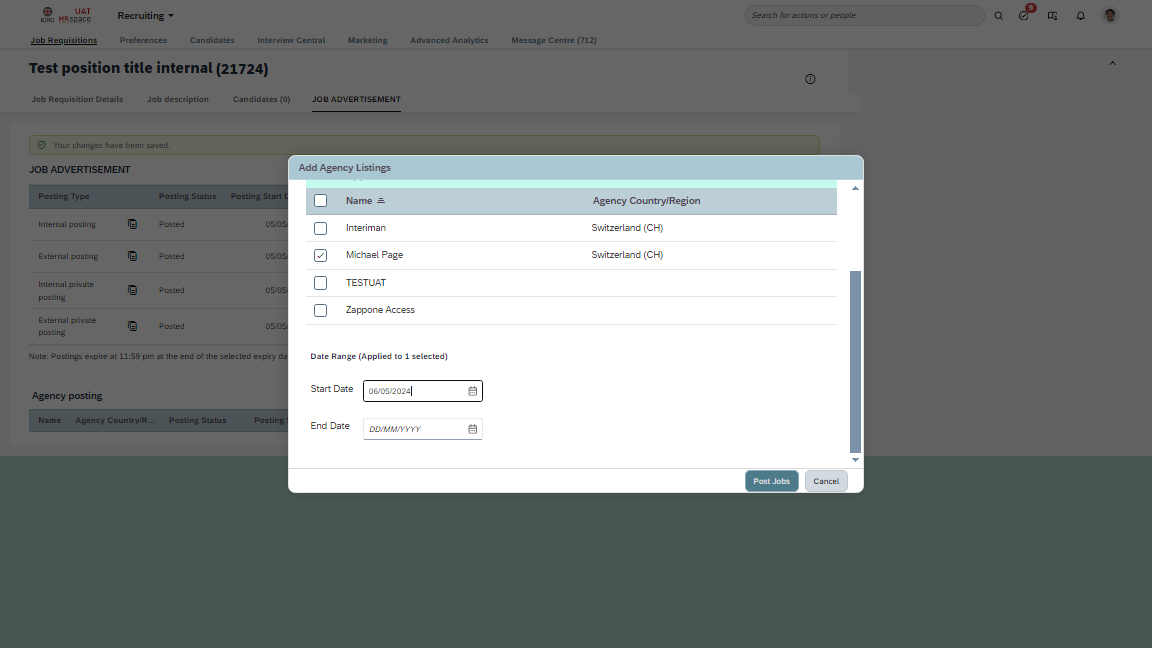 ICRC
UAT
HR space
Recruiting
Search for actions or people
9
Job Requisitions
Preferences
Candidates
Interview Central
Marketing
Advanced Analytics
Message Centre (712)
Test position title internal (21724)
Job Requisition Details
Job description
Candidates (0)
JOB ADVERTISEMENT
Your changes have been saved.
JOB ADVERTISEMENT
Posting Type
Posting Status
Posting Start
Internal posting
Posted
05/05/
External posting
Posted
05/05/
Internal private
posting
Posted
05/05/
External private
posting
Posted
05/05/
Note: Postings expire at 11:59 pm at the end of the selected expiry da
Agency posting
Name
Agency Country/R...
Posting Status
Posting
Add Agency Listings
Name
Agency Country/Region
Interiman
Switzerland (CH)
Michael Page
Switzerland (CH)
TESTUAT
Zappone Access
Date Range (Applied to 1 selected)
Start Date
06/05/2024
End Date
DD/MM/YYYY
Post Jobs
Cancel